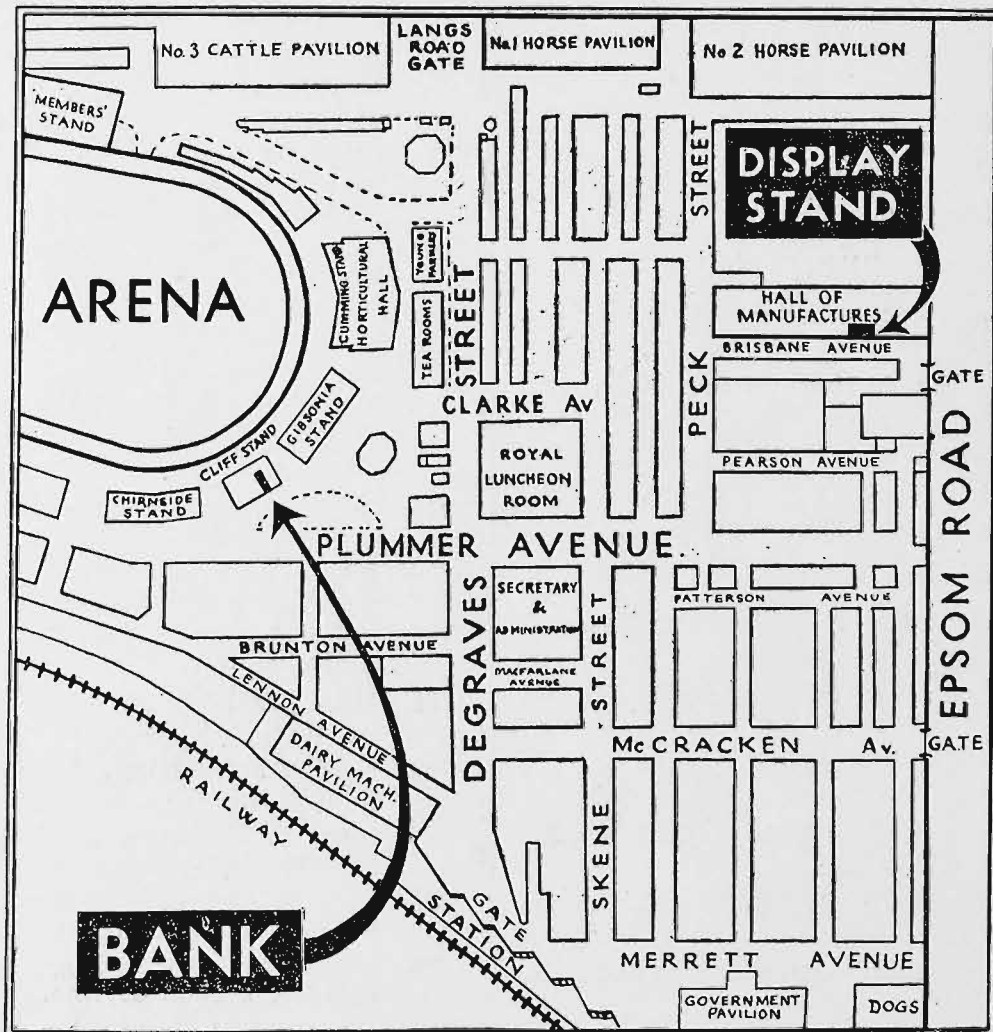 No. 3 CATTLE PAVILION
LANGS
ROAD
GATE
No.1 HORSE PAVILION
No 2 HORSE PAVILION
MEMBERS'
STAND
STREET
DISPLAY
STAND
ARENA
CUMMING STAND
HORTICULTURAL
HALL
YOUNG
FARMERS
TEA ROOMS
STREET
HALL OF
MANUFACTURES
BRISBANE AVENUE
PECK
GATE
CLARKE Av
GIBSONIA
STAND
CLIFF STAND
ROYAL
LUNCHEON
ROOM
PEARSON AVENUE
CHIRNSIDE
STAND
PLUMMER AVENUE.
EPSOM ROAD
DEGRAVES
SECRETARY
&
ADMINISTRATION
STREET
PATTERSON AVENUE
BRUNTON AVENUE
MACFARLANE
AVENUE
LENNON AVENUE
McCRACKEN Av.
GATE
DAIRY MACH.
PAVILION
RAILWAY
SKENE
GATE
STATION
BANK
MERRETT AVENUE
GOVERNMENT
PAVILION
DOGS